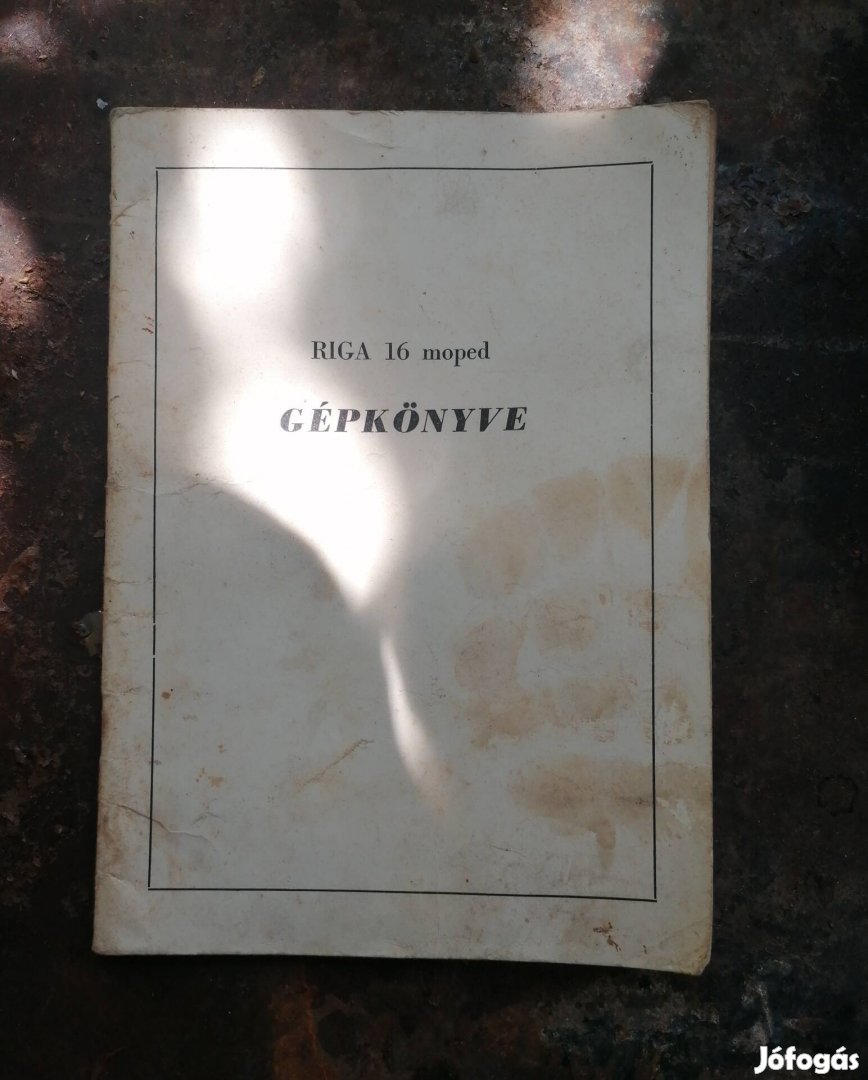 RIGA 16 moped
GÉPKÖNYVE
Jófogás